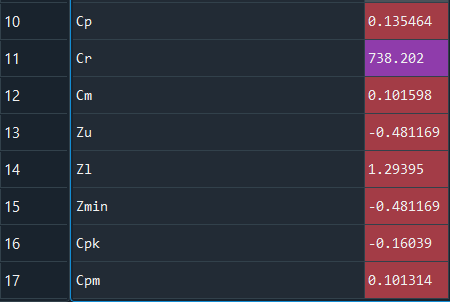 10 Cp 0.135464
11 Cr 738.202
12 Cm 0.101598
13 Zu -0.481169
14 Zl 1.29395
15 Zmin -0.481169
16 Cpk -0.16039
17 Cpm 0.101314